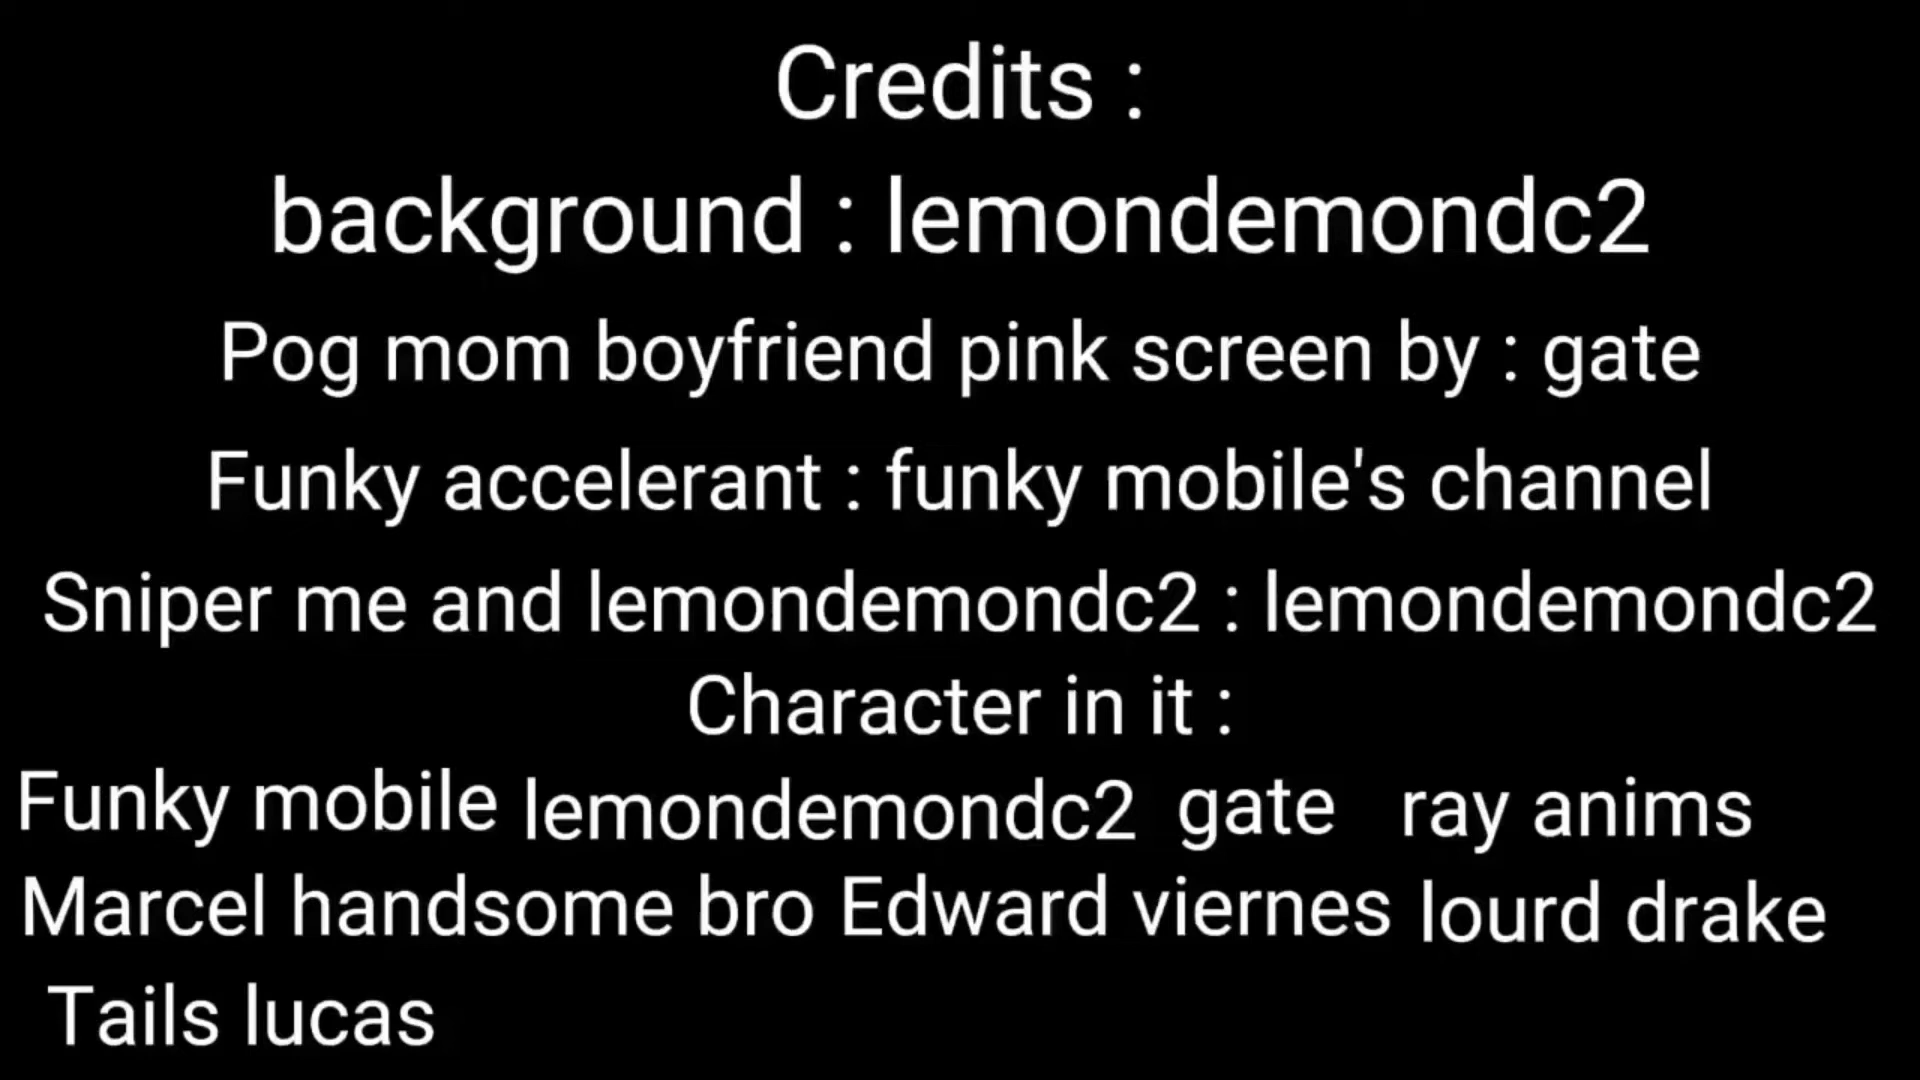 Credits :
background : lemondemondc2
Pog mom boyfriend pink screen by : gate
Funky accelerant : funky mobile's channel
Sniper me and lemondemondc2 : lemondemondc2
Character in it :
Funky mobile lemondemondc2 gate ray anims
Marcel handsome bro Edward viernes lourd drake
Tails lucas